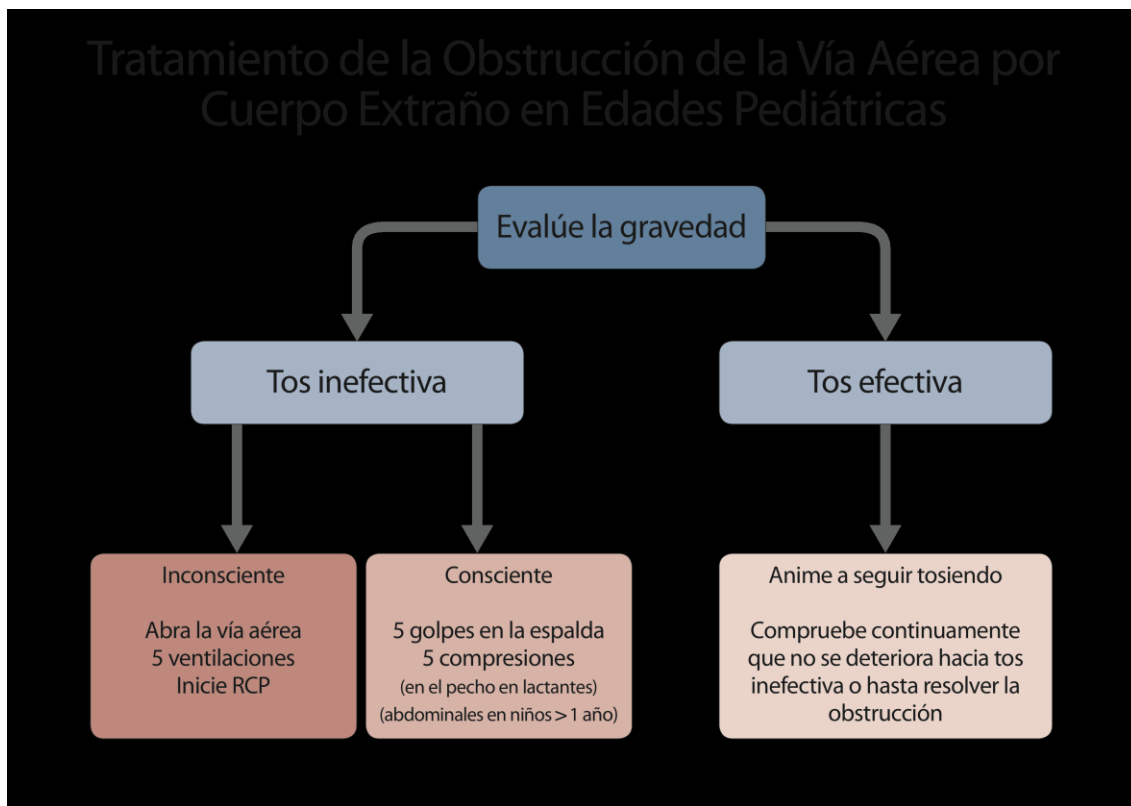 Tratamiento de la Obstrucción de la Vía Aérea por
Cuerpo Extraño en Edades Pediátricas
Evalúe la gravedad
Tos inefectiva
Tos efectiva
Inconsciente
Abra la vía aérea
5 ventilaciones
Inicie RCP
Consciente
5 golpes en la espalda
5 compresiones
(en el pecho en lactantes)
(abdominales en niños > 1 año)
Anime a seguir tosiendo
Compruebe continuamente
que no se deteriora hacia tos
inefectiva o hasta resolver la
obstrucción